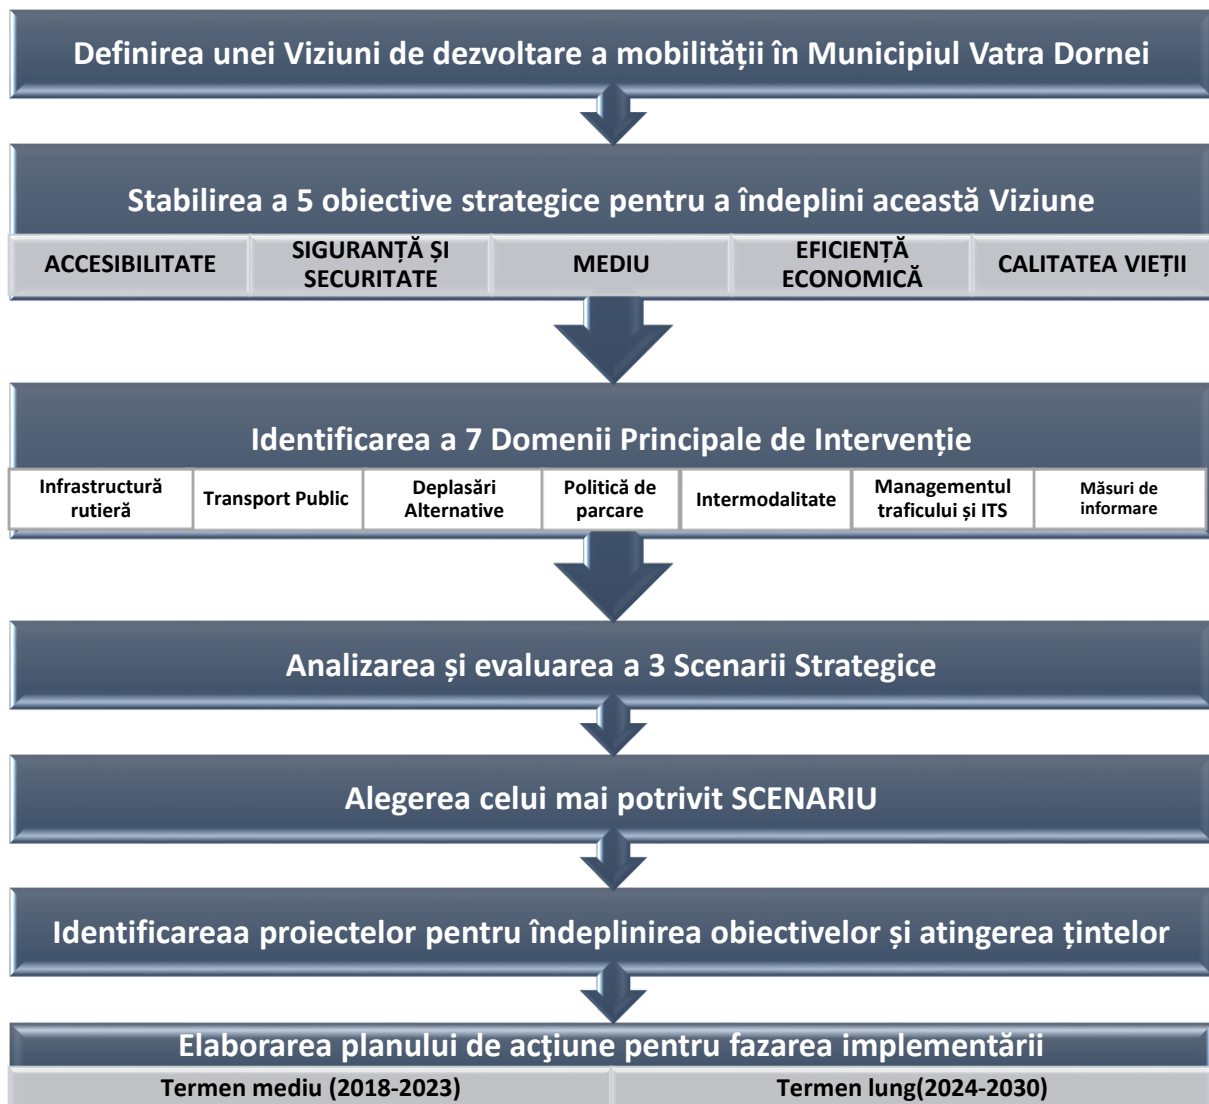 Definirea unei Viziuni de dezvoltare a mobilității în Municipiul Vatra Dornei
Stabilirea a 5 obiective strategice pentru a îndeplini această Viziune
ACCESIBILITATE
SIGURANȚĂ ȘI
SECURITATE
MEDIU
EFICIENȚĂ
ECONOMICĂ
CALITATEA VIEȚII
Identificarea a 7 Domenii Principale de Intervenție
Infrastructură
rutieră
Transport Public
Deplasări
Alternative
Politică de
parcare
Intermodalitate
Managementul
traficului și ITS
Măsuri de
informare
Analizarea și evaluarea a 3 Scenarii Strategice
Alegerea celui mai potrivit SCENARIU
Identificareaa proiectelor pentru îndeplinirea obiectivelor și atingerea țintelor
Elaborarea planului de acţiune pentru fazarea implementării
Termen mediu (2018-2023)
Termen lung(2024-2030)